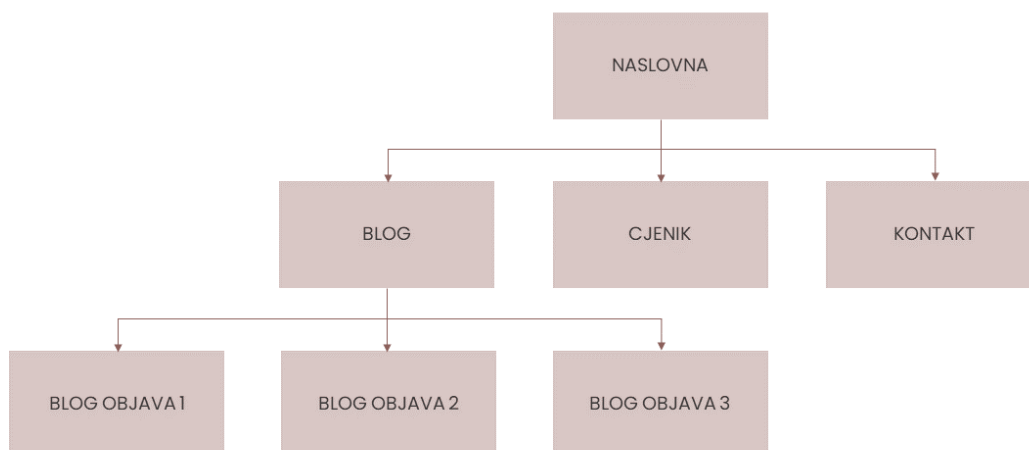 NASLOVNA
BLOG
CJENIK
KONTAKT
BLOG OBJAVA 1
BLOG OBJAVA 2
BLOG OBJAVA 3